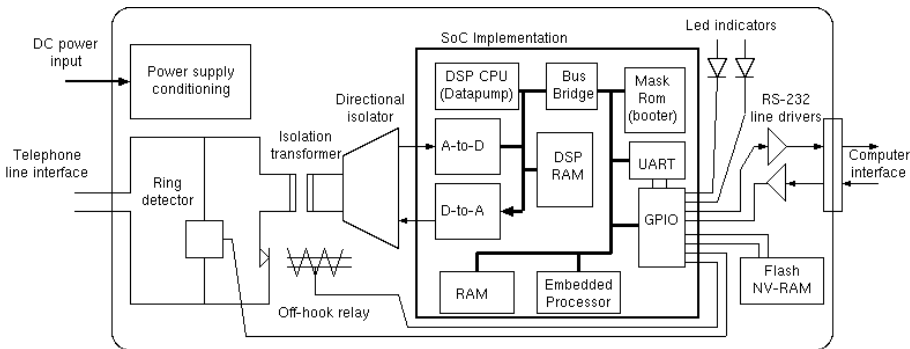 DC power
input
Power supply
conditioning
Directional
isolator
Isolation
transformer
Telephone
line interface
Ring
detector
Off-hook relay
SoC Implementation
DSP CPU
(Datapump)
Bus
Bridge
Mask
Rom
(booter)
A-to-D
DSP
RAM
UART
D-to-A
GPIO
RAM
Embedded
Processor
Led indicators
RS-232
line drivers
Computer
interface
Flash
NV-RAM